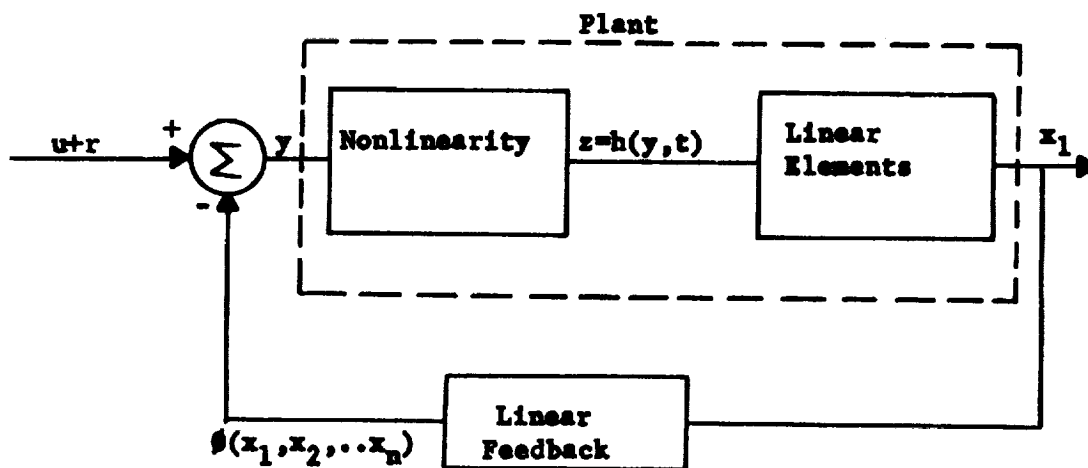 Plant
u+r
+
Σ
-
y
Nonlinearity
z=h(y,t)
Linear
Elements
x₁
ø(x₁,x₂,..xₙ)
Linear
Feedback